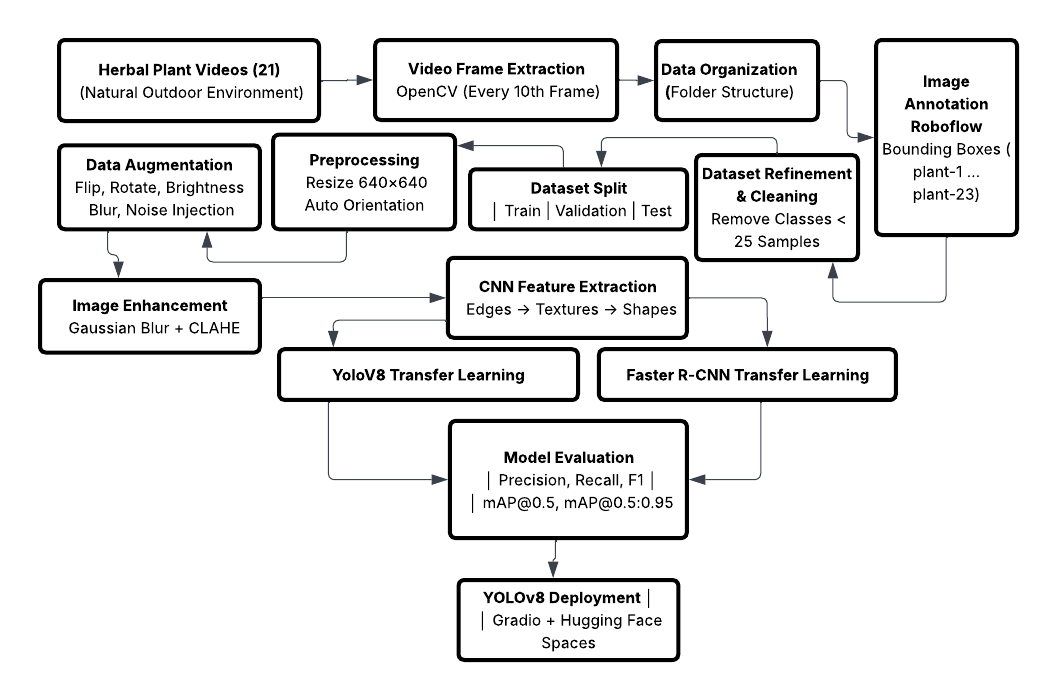 Herbal Plant Videos (21)
(Natural Outdoor Environment)
Video Frame Extraction
OpenCV (Every 10th Frame)
Data Organization
(Folder Structure)
Image
Annotation
Roboflow
Bounding Boxes (
plant-1 ...
plant-23)
Dataset Refinement
& Cleaning
Remove Classes <
25 Samples
Dataset Split
| Train | Validation | Test
Preprocessing
Resize 640×640
Auto Orientation
Data Augmentation
Flip, Rotate, Brightness
Blur, Noise Injection
Image Enhancement
Gaussian Blur + CLAHE
CNN Feature Extraction
Edges → Textures → Shapes
YoloV8 Transfer Learning
Faster R-CNN Transfer Learning
Model Evaluation
| Precision, Recall, F1 |
| mAP@0.5, mAP@0.5:0.95
YOLOv8 Deployment |
| Gradio + Hugging Face
Spaces